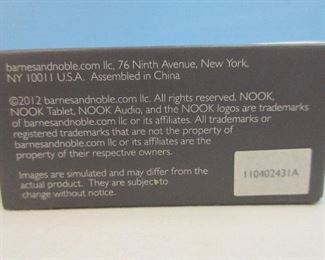 barnesandnoble.com llc, 76 Ninth Avenue, New York,
NY 10011 U.S.A. Assembled in China
©2012 barnesandnoble.com llc. All rights reserved, NOOK,
NOOK Tablet, NOOK Audio, and the NOOK logos are trademarks
of barnesandnoble.com llc or its affiliates. All trademarks or
registered trademarks that are not the property of
barnesandnoble.com llc or its affiliates are the
property of their respective owners.
Images are simulated and may differ from the
actual product. They are subject to
change without notice.
110402431A